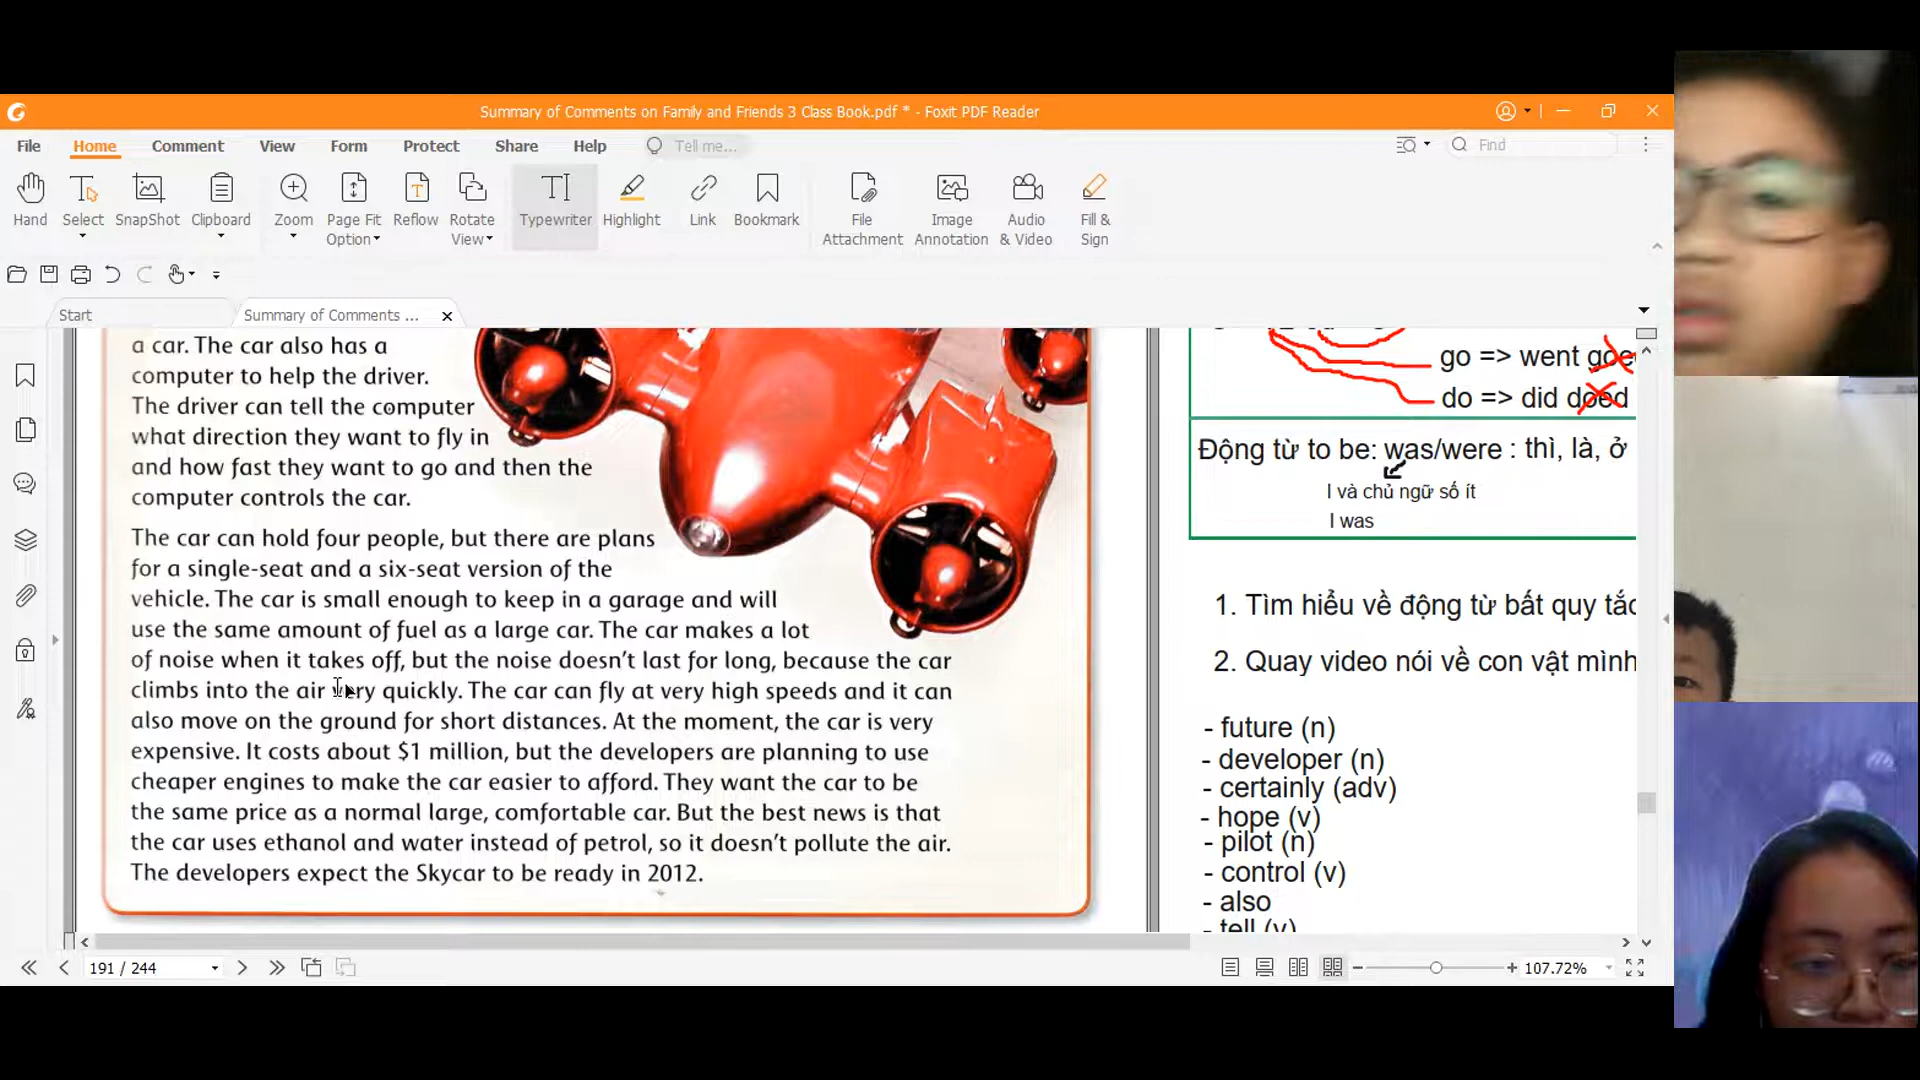 Summary of Comments on Family and Friends 3 Class Book.pdf * - Foxit PDF Reader
File Home Comment View Form Protect Share Help Tell me... Find
Hand Select SnapShot Clipboard Zoom Page Fit Option Reflow Rotate View Typewriter Highlight Link Bookmark File Attachment Image Annotation Audio & Video Fill & Sign
Start Summary of Comments ...
a car. The car also has a
computer to help the driver.
The driver can tell the computer
what direction they want to fly in
and how fast they want to go and then the
computer controls the car.
The car can hold four people, but there are plans
for a single-seat and a six-seat version of the
vehicle. The car is small enough to keep in a garage and will
use the same amount of fuel as a large car. The car makes a lot
of noise when it takes off, but the noise doesn't last for long, because the car
climbs into the air very quickly. The car can fly at very high speeds and it can
also move on the ground for short distances. At the moment, the car is very
expensive. It costs about $1 million, but the developers are planning to use
cheaper engines to make the car easier to afford. They want the car to be
the same price as a normal large, comfortable car. But the best news is that
the car uses ethanol and water instead of petrol, so it doesn't pollute the air.
The developers expect the Skycar to be ready in 2012.
go => went
do => did doed
Động từ to be: was/were : thì, là, ở
I và chủ ngữ số ít
I was
1. Tìm hiểu về động từ bất quy tắc
2. Quay video nói về con vật mình
- future (n)
- developer (n)
- certainly (adv)
- hope (v)
- pilot (n)
- control (v)
- also
- tell (v)
191 / 244
107.72%